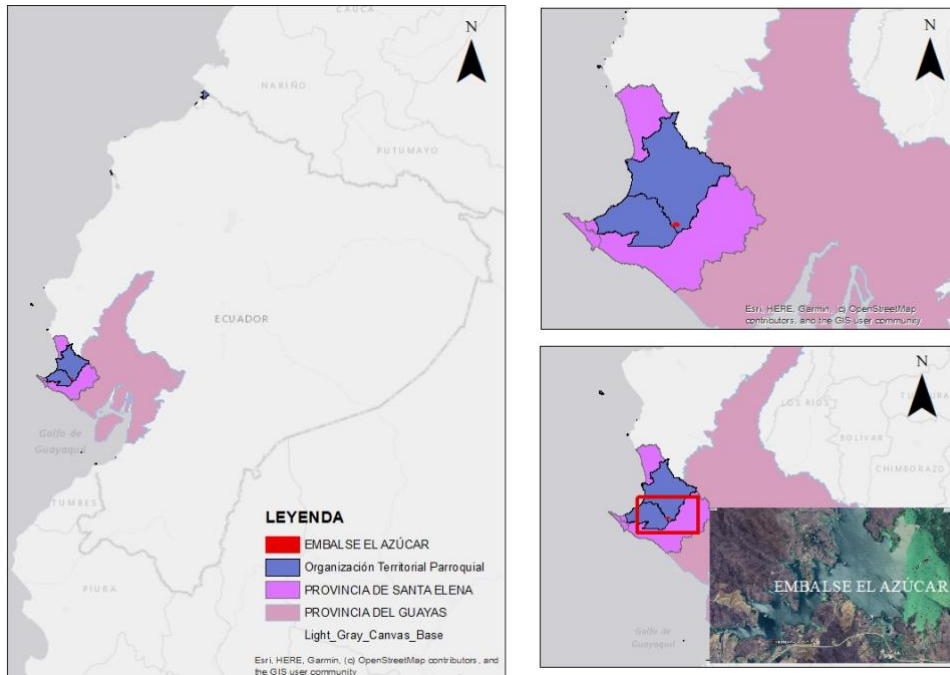 N
CAUCA
NARIÑO
PUTUMAYO
ECUADOR
Golfo de
Guayaquil
TUMBES
PIURA
LEYENDA
EMBALSE EL AZÚCAR
Organización Territorial Parroquial
PROVINCIA DE SANTA ELENA
PROVINCIA DEL GUAYAS
Light_Gray_Canvas_Base
Esri, HERE, Garmin, (c) OpenStreetMap contributors, and
the GIS user community
N
Esri, HERE, Garmin, (c) OpenStreetMap
contributors, and the GIS user community
N
LOS RÍOS
BOLÍVAR
CHIMBORAZO
EMBALSE EL AZÚCAR
Golfo de
Guayaquil